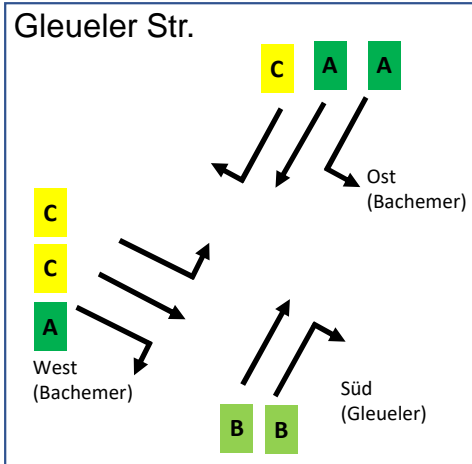 Gleueler Str.
C A A
Ost
(Bachemer)
C
C
A
West
(Bachemer)
Süd
(Gleueler)
B B